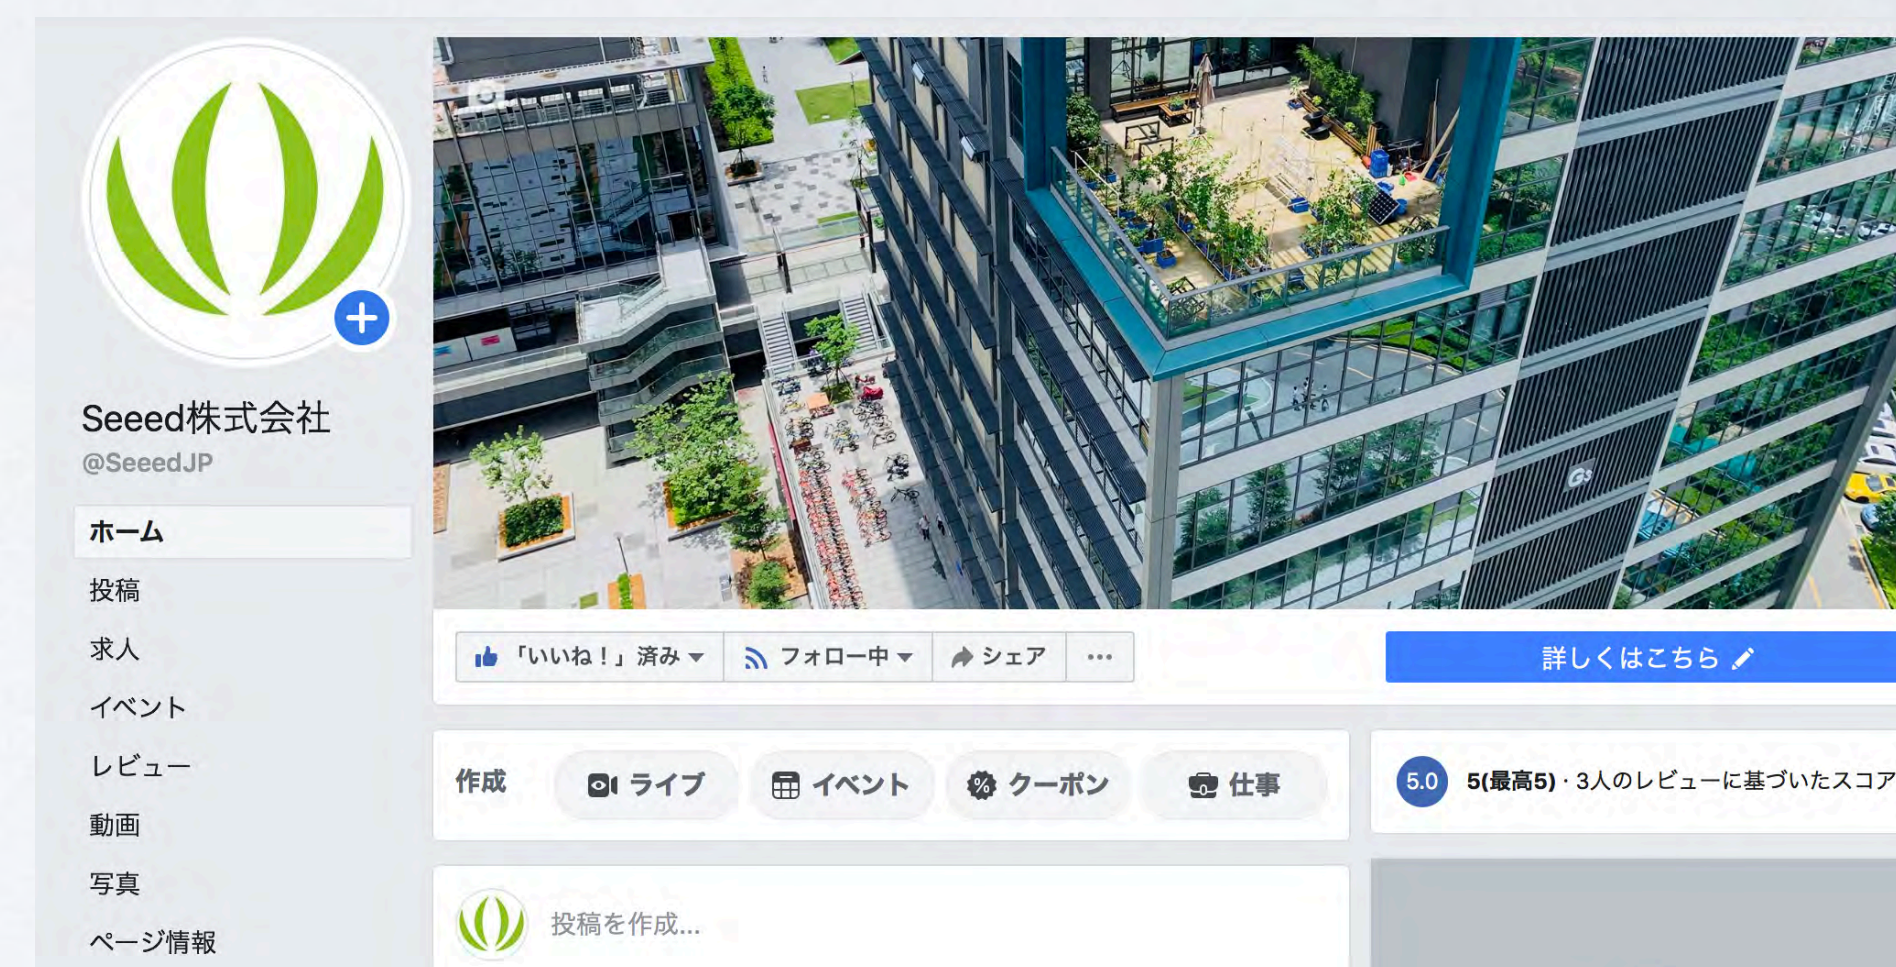 Seeed株式会社
@SeeedJP
ホーム
投稿
求人
イベント
レビュー
動画
写真
ページ情報
G3
「いいね！」済み
フォロー中
シェア
詳しくはこちら
作成
ライブ
イベント
クーポン
仕事
5.0
5(最高5)・3人のレビューに基づいたスコア
投稿を作成...